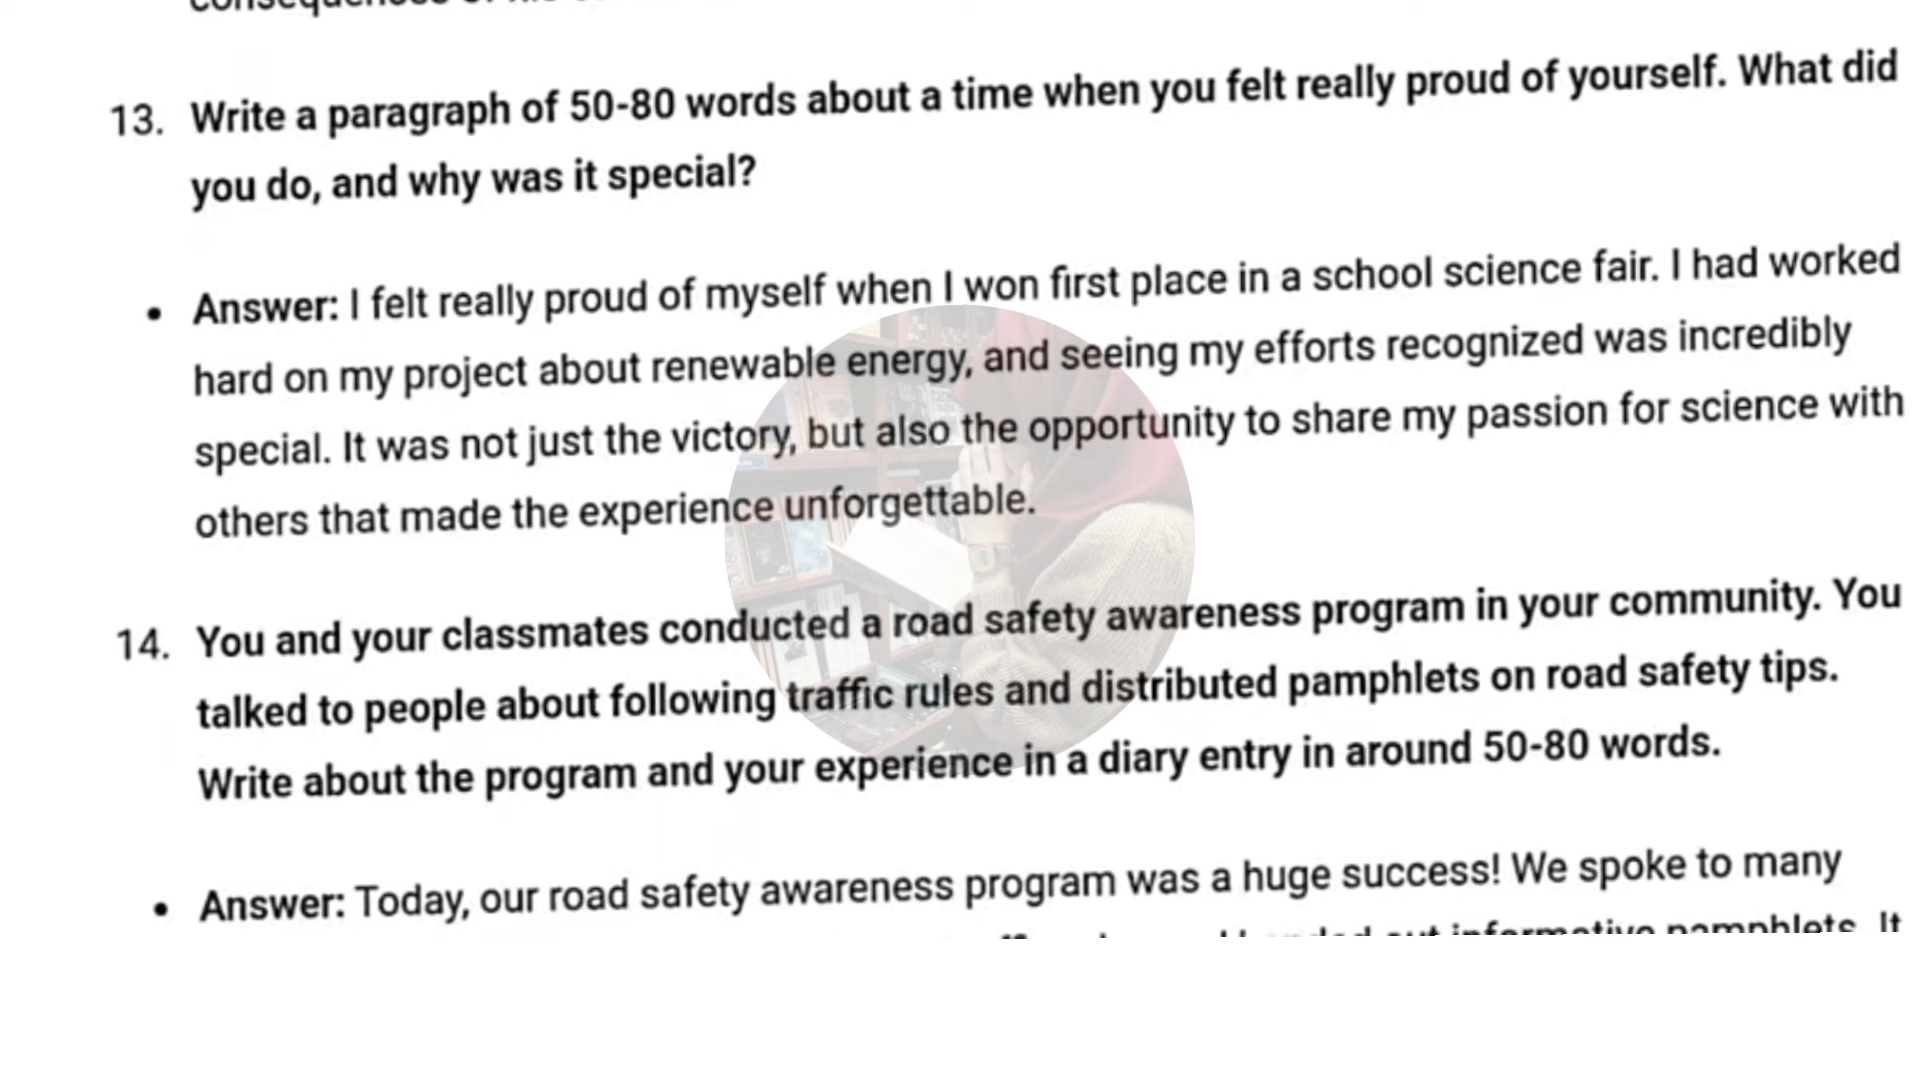 13. Write a paragraph of 50-80 words about a time when you felt really proud of yourself. What did
you do, and why was it special?
• Answer: I felt really proud of myself when I won first place in a school science fair. I had worked
hard on my project about renewable energy, and seeing my efforts recognized was incredibly
special. It was not just the victory, but also the opportunity to share my passion for science with
others that made the experience unforgettable.
14. You and your classmates conducted a road safety awareness program in your community. You
talked to people about following traffic rules and distributed pamphlets on road safety tips.
Write about the program and your experience in a diary entry in around 50-80 words.
• Answer: Today, our road safety awareness program was a huge success! We spoke to many
out informative pamphlets. It